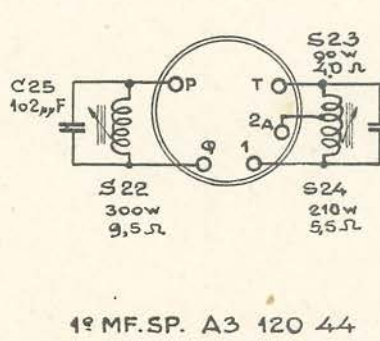 S23
90w
4,0 Ω
C25
102µµF
P
T
2A
9
1
S22
300w
9,5 Ω
S24
210w
5,5 Ω
1º MF.SP. A3 120 44